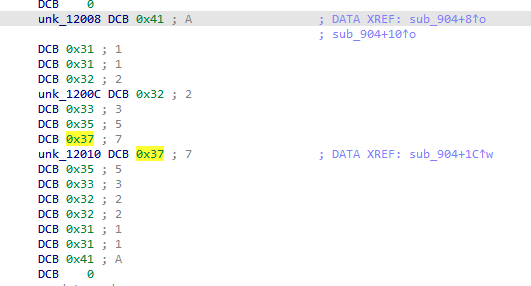 DCB 0
unk_12008 DCB 0x41 ; A ; DATA XREF: sub_904+8↑o
; sub_904+10↑o
DCB 0x31 ; 1
DCB 0x31 ; 1
DCB 0x32 ; 2
unk_1200C DCB 0x32 ; 2
DCB 0x33 ; 3
DCB 0x35 ; 5
DCB 0x37 ; 7
unk_12010 DCB 0x37 ; 7 ; DATA XREF: sub_904+1C↑w
DCB 0x35 ; 5
DCB 0x33 ; 3
DCB 0x32 ; 2
DCB 0x32 ; 2
DCB 0x31 ; 1
DCB 0x31 ; 1
DCB 0x41 ; A
DCB 0